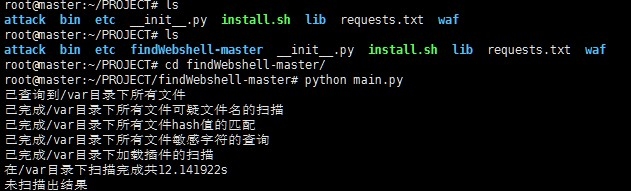 root@master:~/PROJECT# ls
attack bin etc __init__.py install.sh lib requests.txt waf
root@master:~/PROJECT# ls
attack bin etc findWebshell-master __init__.py install.sh lib requests.txt waf
root@master:~/PROJECT# cd findWebshell-master/
root@master:~/PROJECT/findWebshell-master# python main.py
已查询到/var目录下所有文件
已完成/var目录下所有文件可疑文件名的扫描
已完成/var目录下所有文件hash值的匹配
已完成/var目录下所有文件敏感字符的查询
已完成/var目录下加载插件的扫描
在/var目录下扫描完成共12.141922s
未扫描出结果